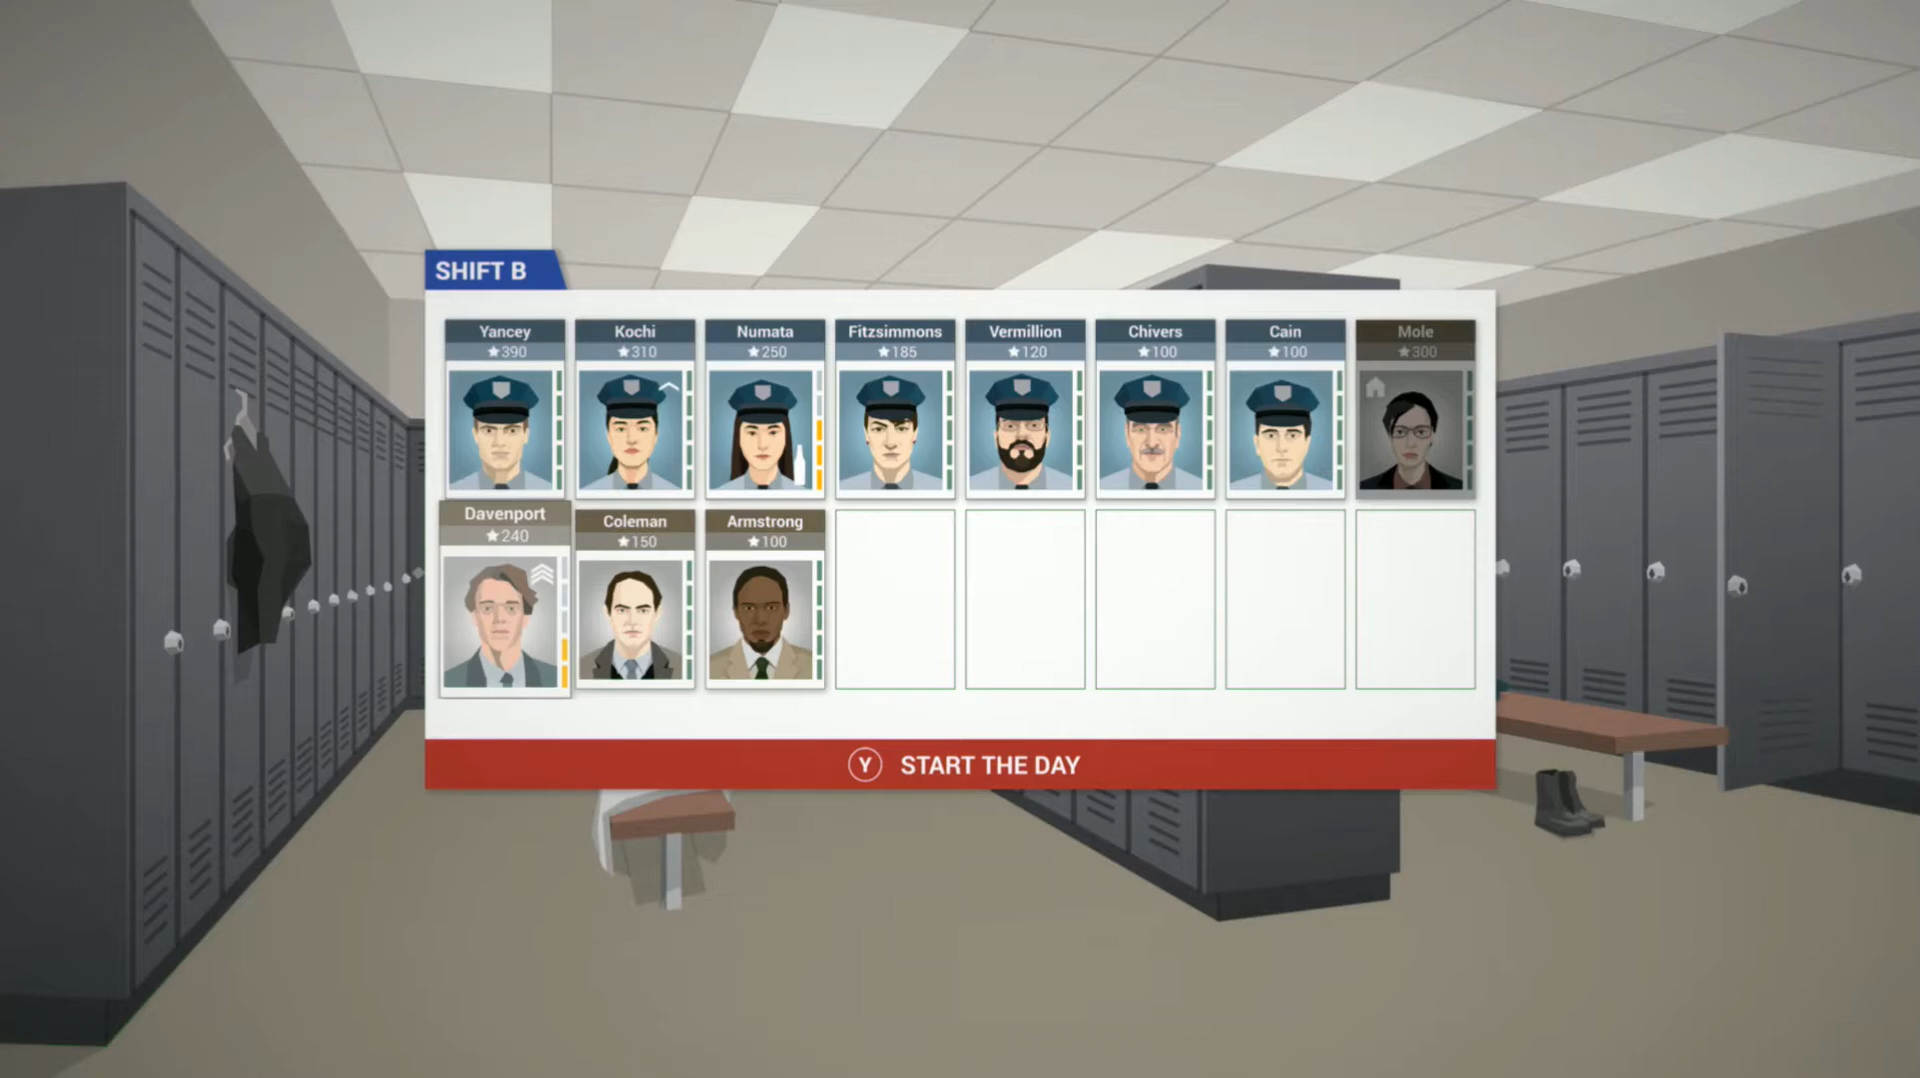 SHIFT B
Yancey
★390
Kochi
★310
Numata
★250
Fitzsimmons
★185
Vermillion
★120
Chivers
★100
Cain
★100
Mole
★300
Davenport
★240
Coleman
★150
Armstrong
★100
Y START THE DAY